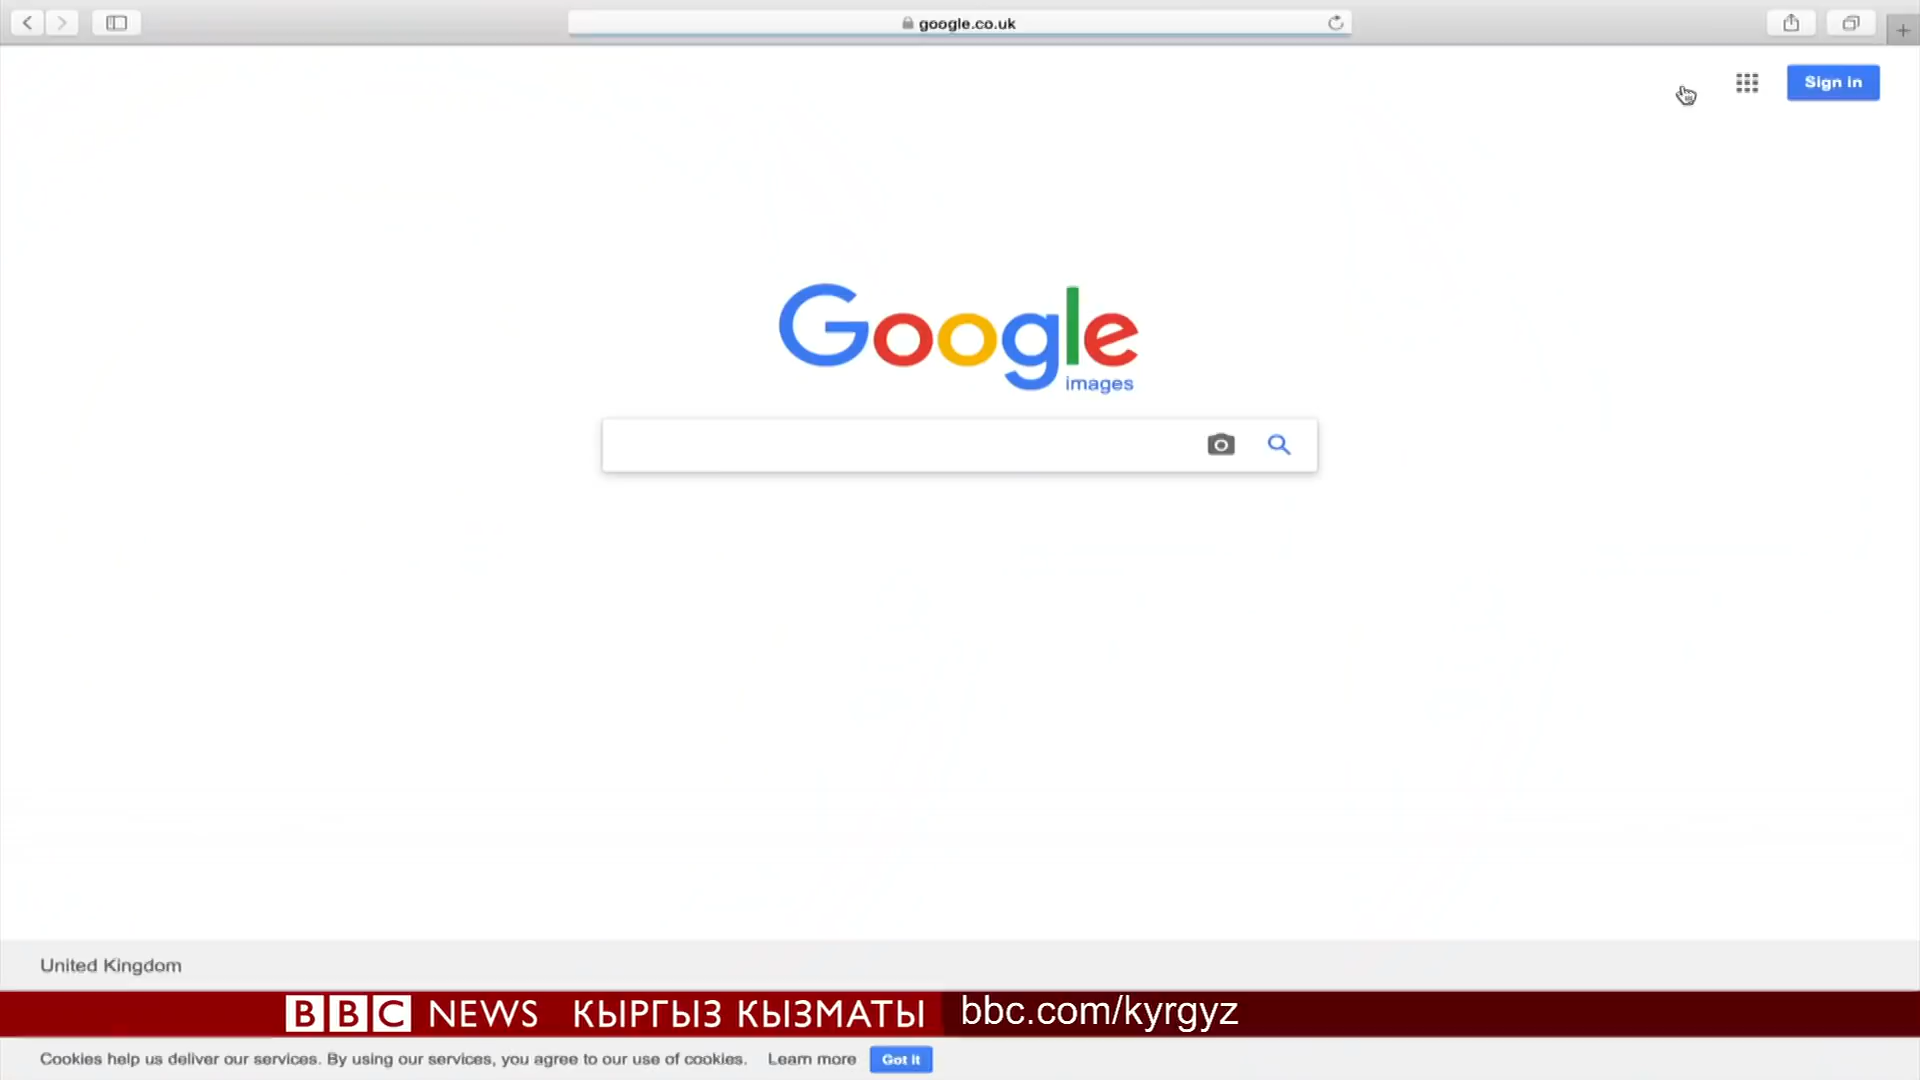 google.co.uk
Sign in
Google
images
United Kingdom
BBC NEWS КЫРГЫЗ КЫЗМАТЫ bbc.com/kyrgyz
Cookies help us deliver our services. By using our services, you agree to our use of cookies. Learn more Got it